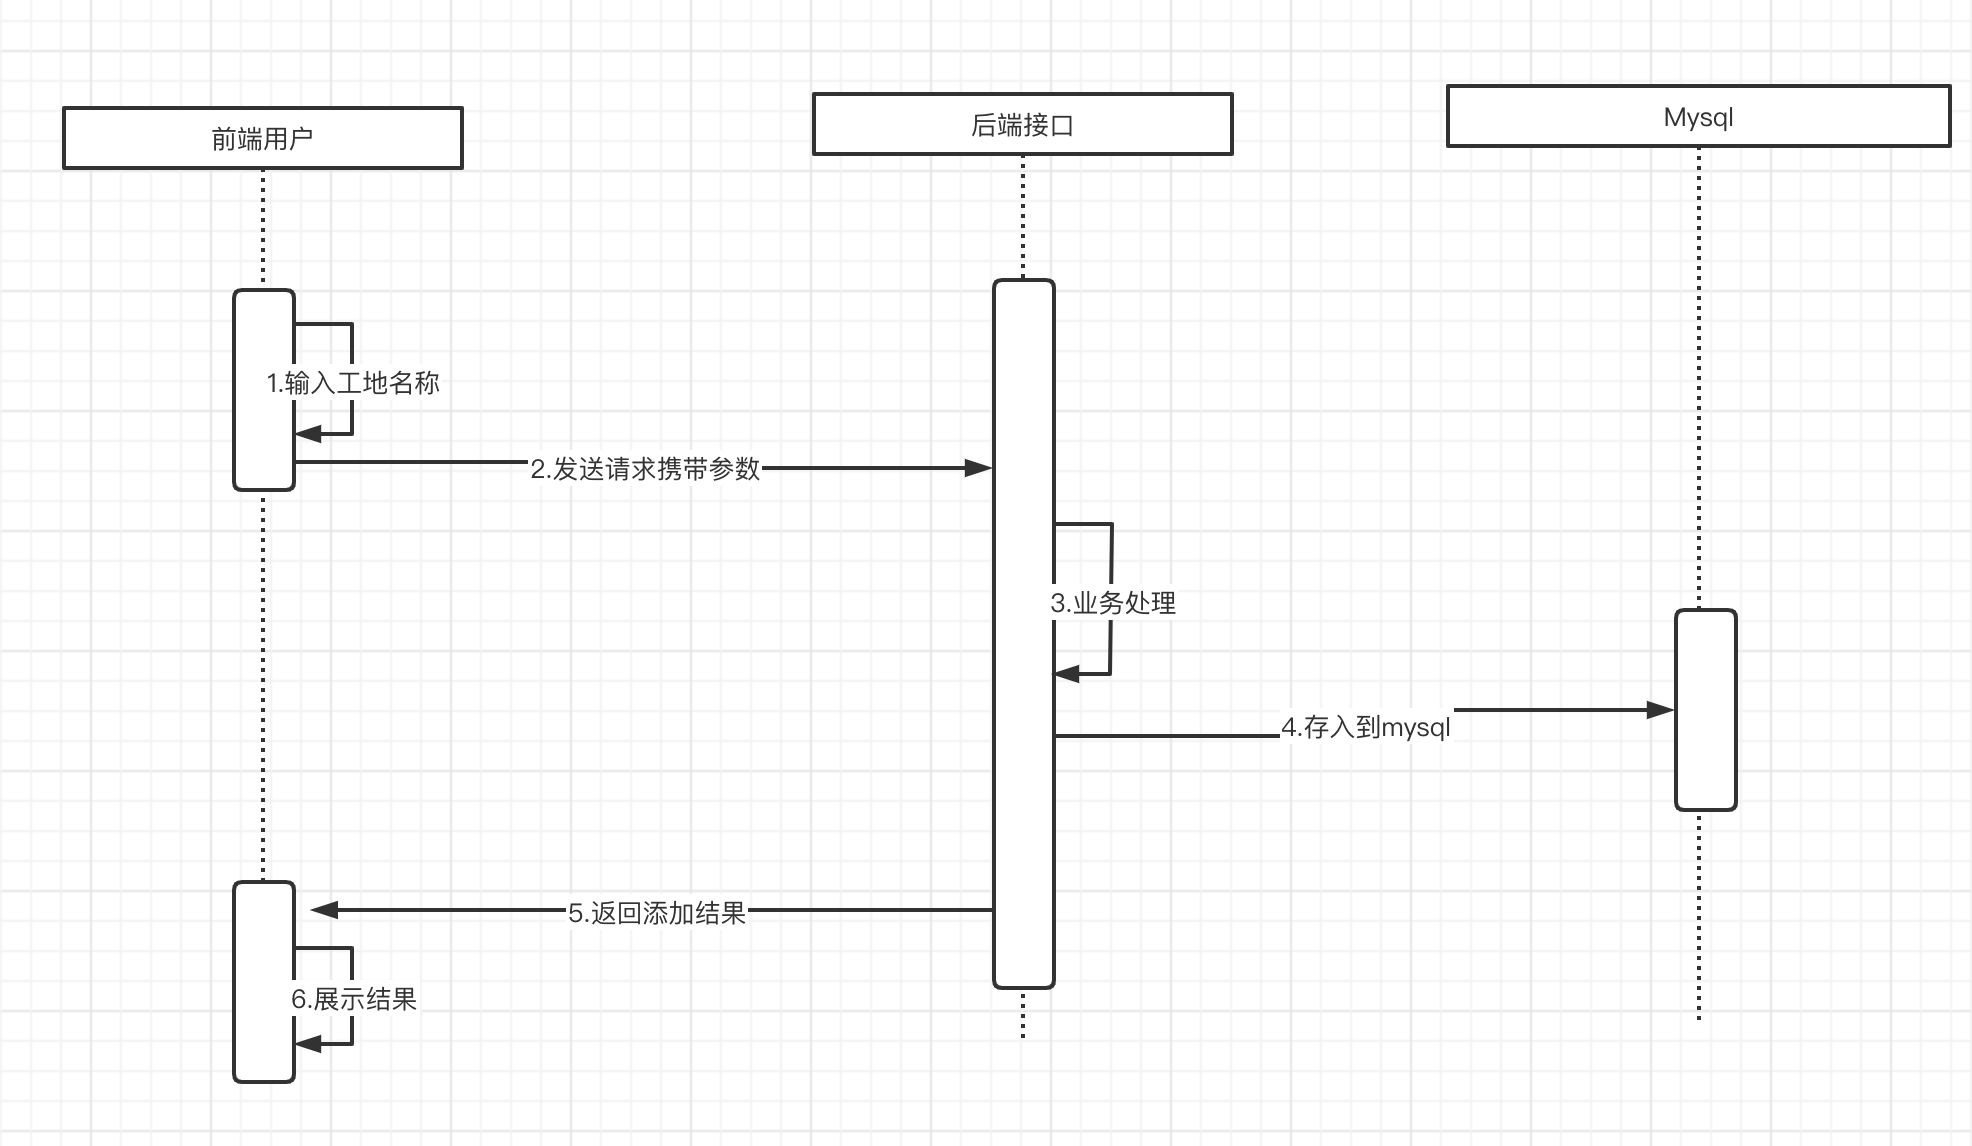 前端用户
后端接口
Mysql
1.输入工地名称
2.发送请求携带参数
3.业务处理
4.存入到mysql
5.返回添加结果
6.展示结果